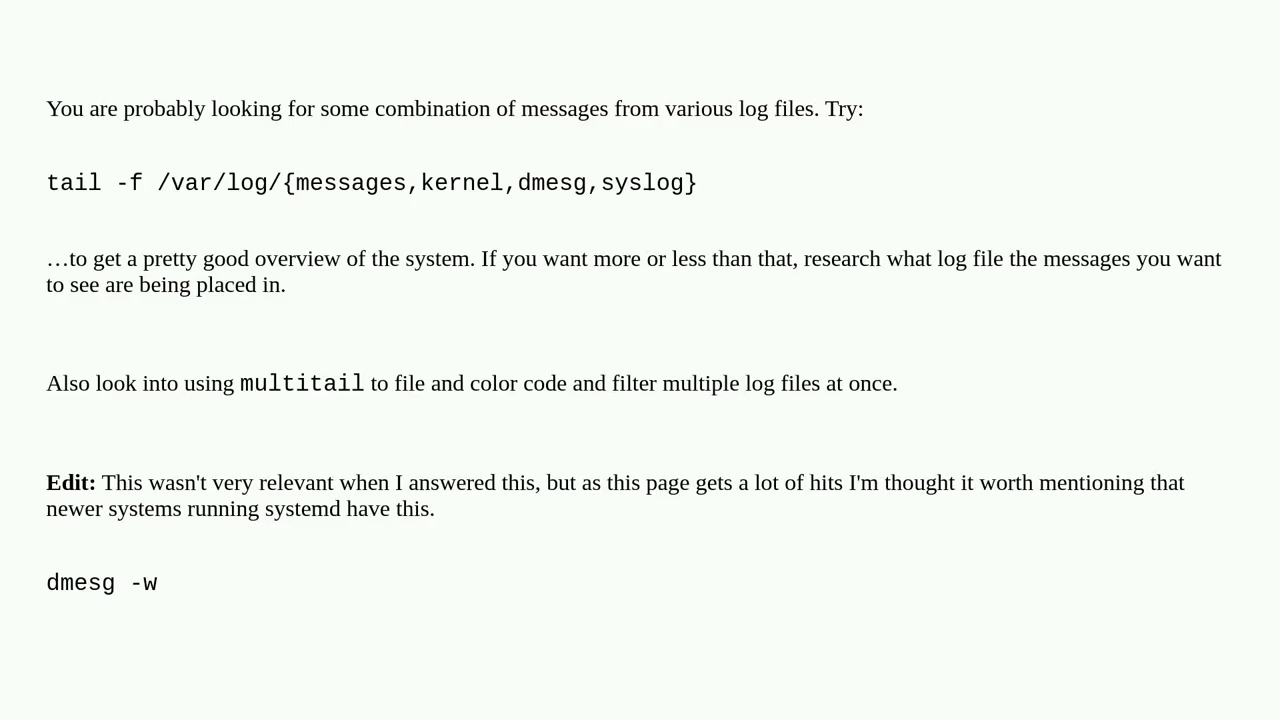 You are probably looking for some combination of messages from various log files. Try:
tail -f /var/log/{messages,kernel,dmesg,syslog}
…to get a pretty good overview of the system. If you want more or less than that, research what log file the messages you want
to see are being placed in.
Also look into using multitail to file and color code and filter multiple log files at once.
Edit: This wasn't very relevant when I answered this, but as this page gets a lot of hits I'm thought it worth mentioning that
newer systems running systemd have this.
dmesg -w